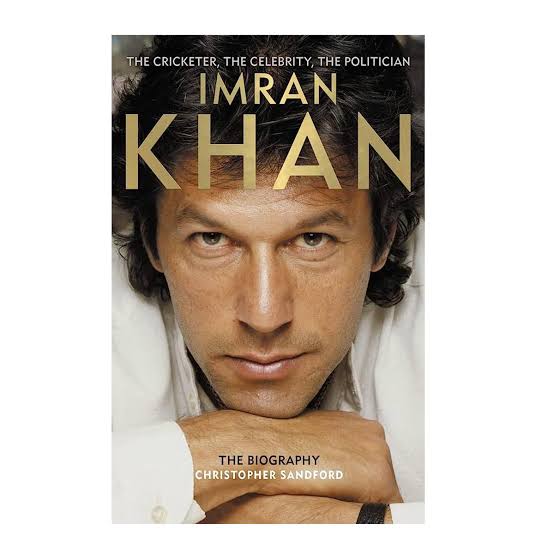 THE CRICKETER, THE CELEBRITY, THE POLITICIAN
IMRAN
KHAN
THE BIOGRAPHY
CHRISTOPHER SANDFORD